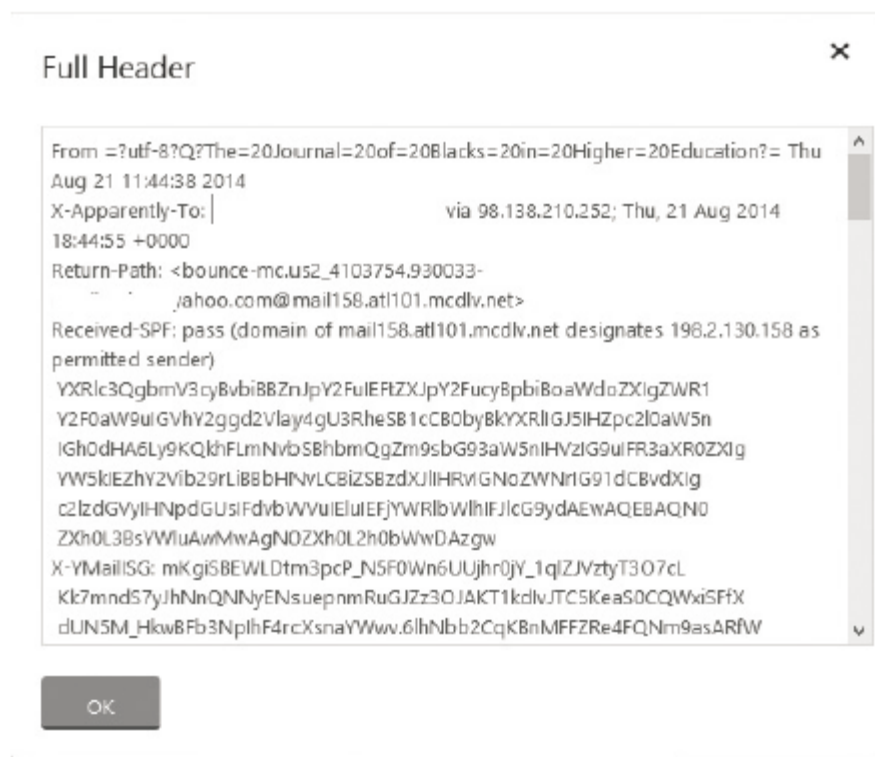 Full Header
×
From =?utf-8?Q?The=20Journal=20of=20Blacks=20in=20Higher=20Education?= Thu
Aug 21 11:44:38 2014
X-Apparently-To: via 98.138.210.252; Thu, 21 Aug 2014
18:44:55 +0000
Return-Path: <bounce-mc.us2_4103754.930033-
yahoo.com@mail158.atl101.mcdlv.net>
Received-SPF: pass (domain of mail158.atl101.mcdlv.net designates 198.2.130.158 as
permitted sender)
YXRlc3QgbmV3cyBvbiBBZnJpY2FuIEFtZXJpY2FucyBpbiBoaWdoZXIgZWR1
Y2F0aW9uIGVhY2ggd2Vlay4gU3RheSB1cCB0byBkYXRlIGJ5IHZpc2l0aW5n
IGh0dHA6Ly9KQkhFLmNvbSBhbmQgZm9sbG93aW5nIHVzIG9uIFR3aXR0ZXIg
YW5kIEZhY2Vib29rLiBBbHNvLCBiZSBzdXJlIHRvIGNoZWNrIG91dCBvdXIg
c2lzdGVyIHNpdGUsIFdvbWVuIEluIEFjYWRlbWlhIFJlcG9ydAEwAQEBAQN0
ZXh0L3BsYWluAwMwAgN0ZXh0L2h0bWwDAzgw
X-YMailISG: mKgiSBEWLDtm3pcP_N5F0Wn6UUjhr0jY_1qIZJVztyT3O7cL
Kk7mndS7yJhNnQNNyENsuepnmRuGJZz3OJAKT1kdlvJTC5KeaS0CQWxiSFfX
dUN5M_HkwBFb3NplhF4rcXsnaYWwv.6lhNbb2CqKBnMFFZRe4FQNm9asARfW
OK